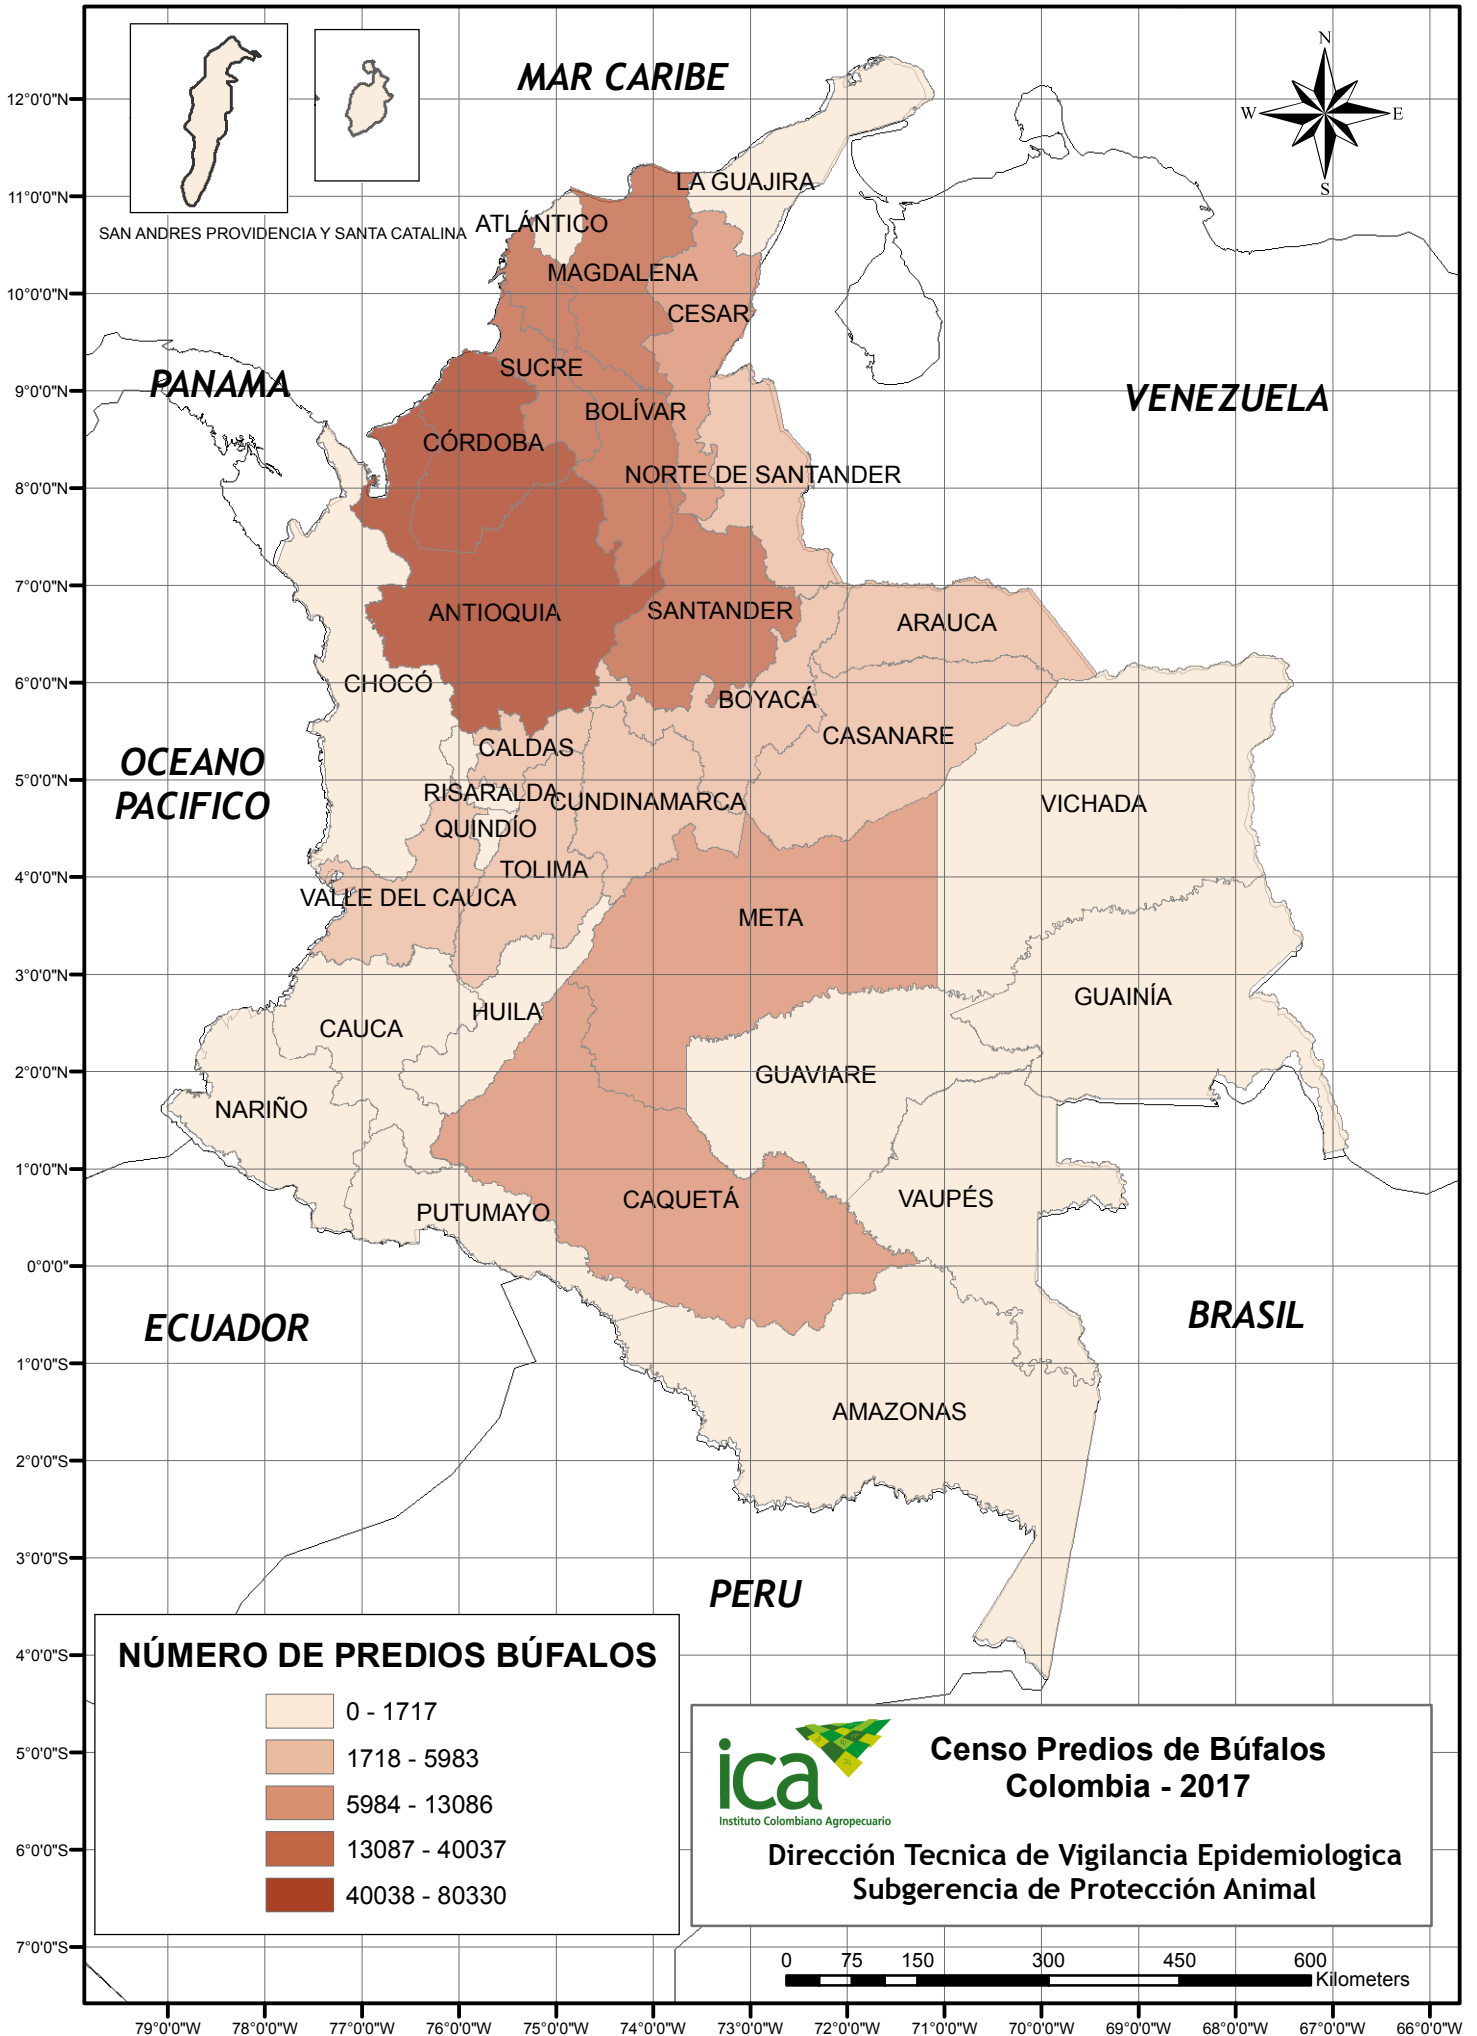 MAR CARIBE
N
W
E
S
SAN ANDRES PROVIDENCIA Y SANTA CATALINA
LA GUAJIRA
ATLÁNTICO
MAGDALENA
CESAR
SUCRE
PANAMA
VENEZUELA
BOLÍVAR
CÓRDOBA
NORTE DE SANTANDER
ANTIOQUIA
SANTANDER
ARAUCA
CHOCÓ
BOYACÁ
CASANARE
CALDAS
OCEANO
PACIFICO
RISARALDA
CUNDINAMARCA
VICHADA
QUINDÍO
TOLIMA
VALLE DEL CAUCA
META
GUAINÍA
HUILA
CAUCA
GUAVIARE
NARIÑO
CAQUETÁ
VAUPÉS
PUTUMAYO
ECUADOR
BRASIL
AMAZONAS
PERU
12°0'0"N
11°0'0"N
10°0'0"N
9°0'0"N
8°0'0"N
7°0'0"N
6°0'0"N
5°0'0"N
4°0'0"N
3°0'0"N
2°0'0"N
1°0'0"N
0°0'0"
1°0'0"S
2°0'0"S
3°0'0"S
4°0'0"S
5°0'0"S
6°0'0"S
7°0'0"S
NÚMERO DE PREDIOS BÚFALOS
0 - 1717
1718 - 5983
5984 - 13086
13087 - 40037
40038 - 80330
ica
Instituto Colombiano Agropecuario
Censo Predios de Búfalos
Colombia - 2017
Dirección Tecnica de Vigilancia Epidemiologica
Subgerencia de Protección Animal
0 75 150 300 450 600
Kilometers
79°0'0"W 78°0'0"W 77°0'0"W 76°0'0"W 75°0'0"W 74°0'0"W 73°0'0"W 72°0'0"W 71°0'0"W 70°0'0"W 69°0'0"W 68°0'0"W 67°0'0"W 66°0'0"W